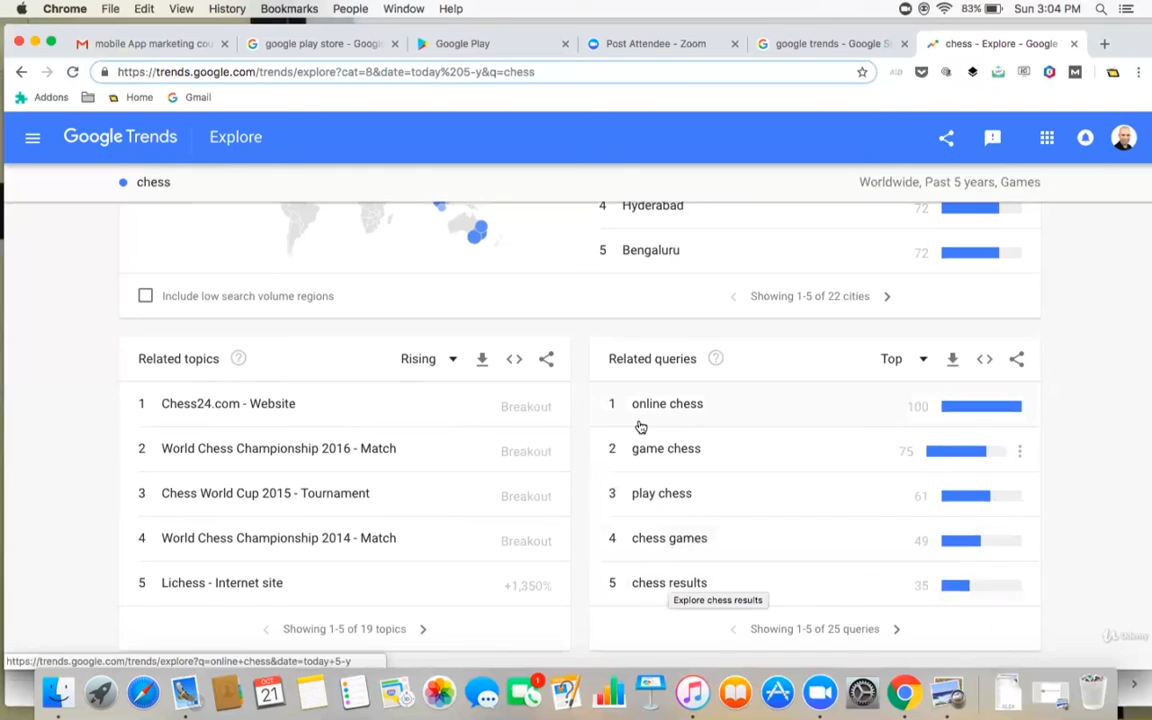 Chrome File Edit View History Bookmarks People Window Help 83% Sun 3:04 PM
mobile App marketing cou google play store - Googl Google Play Post Attendee - Zoom google trends - Google S chess - Explore - Google
https://trends.google.com/trends/explore?cat=8&date=today%205-y&q=chess
Addons Home Gmail
Google Trends Explore
chess Worldwide, Past 5 years, Games
4 Hyderabad 72
5 Bengaluru 72
Include low search volume regions
Showing 1-5 of 22 cities
Related topics Rising
1 Chess24.com - Website Breakout
2 World Chess Championship 2016 - Match Breakout
3 Chess World Cup 2015 - Tournament Breakout
4 World Chess Championship 2014 - Match Breakout
5 Lichess - Internet site +1,350%
Showing 1-5 of 19 topics
Related queries Top
1 online chess 100
2 game chess 75
3 play chess 61
4 chess games 49
5 chess results 35
Explore chess results
Showing 1-5 of 25 queries
Udemy
https://trends.google.com/trends/explore?q=online+chess&date=today+5-y
OCT
21
1